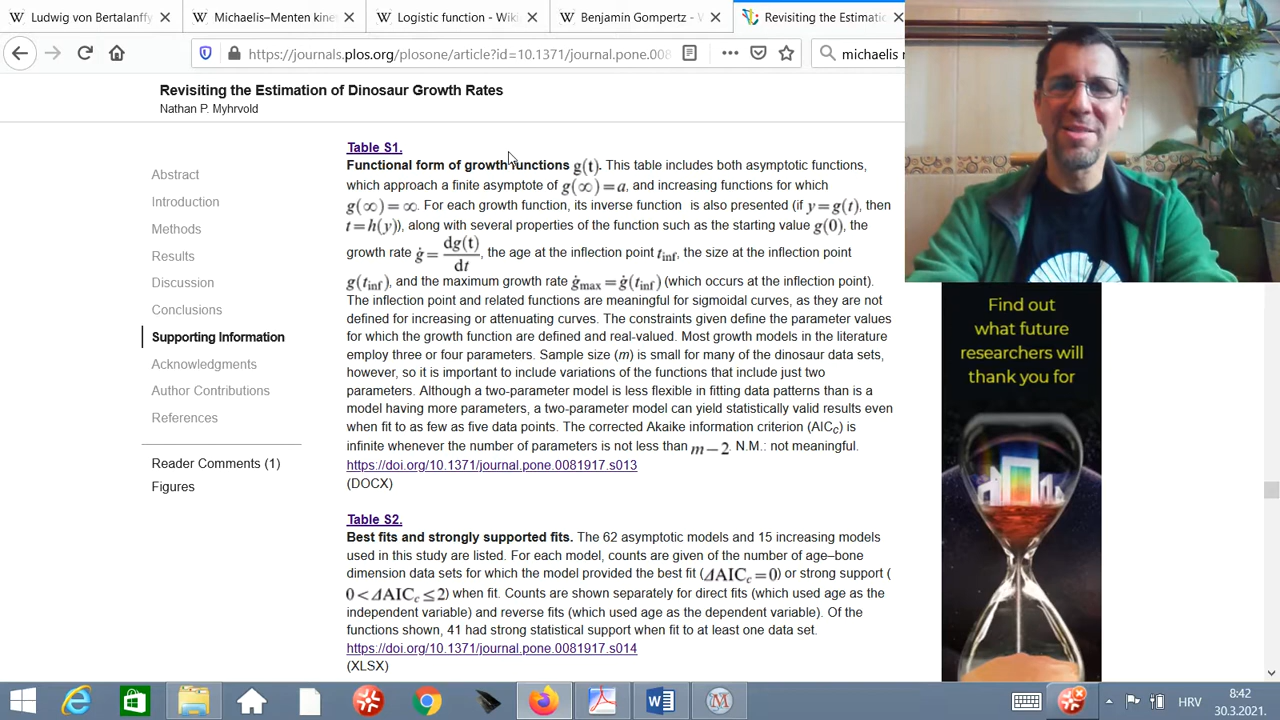 Ludwig von Bertalanffy
Michaelis–Menten kine
Logistic function - Wiki
Benjamin Gompertz - W
Revisiting the Estimatio
https://journals.plos.org/plosone/article?id=10.1371/journal.pone.008
michaelis
Revisiting the Estimation of Dinosaur Growth Rates
Nathan P. Myhrvold
Abstract
Introduction
Methods
Results
Discussion
Conclusions
Supporting Information
Acknowledgments
Author Contributions
References
Reader Comments (1)
Figures
Table S1.
Functional form of growth functions g(t). This table includes both asymptotic functions,
which approach a finite asymptote of g(∞)=a, and increasing functions for which
g(∞)=∞. For each growth function, its inverse function is also presented (if y=g(t), then
t=h(y)), along with several properties of the function such as the starting value g(0), the
growth rate ġ=dg(t)/dt, the age at the inflection point t_inf, the size at the inflection point
g(t_inf), and the maximum growth rate ġ_max=ġ(t_inf) (which occurs at the inflection point).
The inflection point and related functions are meaningful for sigmoidal curves, as they are not
defined for increasing or attenuating curves. The constraints given define the parameter values
for which the growth function are defined and real-valued. Most growth models in the literature
employ three or four parameters. Sample size (m) is small for many of the dinosaur data sets,
however, so it is important to include variations of the functions that include just two
parameters. Although a two-parameter model is less flexible in fitting data patterns than is a
model having more parameters, a two-parameter model can yield statistically valid results even
when fit to as few as five data points. The corrected Akaike information criterion (AICc) is
infinite whenever the number of parameters is not less than m−2. N.M.: not meaningful.
https://doi.org/10.1371/journal.pone.0081917.s013
(DOCX)
Table S2.
Best fits and strongly supported fits. The 62 asymptotic models and 15 increasing models
used in this study are listed. For each model, counts are given of the number of age–bone
dimension data sets for which the model provided the best fit (ΔAICc=0) or strong support (
0<ΔAICc≤2) when fit. Counts are shown separately for direct fits (which used age as the
independent variable) and reverse fits (which used age as the dependent variable). Of the
functions shown, 41 had strong statistical support when fit to at least one data set.
https://doi.org/10.1371/journal.pone.0081917.s014
(XLSX)
Find out
what future
researchers will
thank you for
HRV
8:42
30.3.2021.